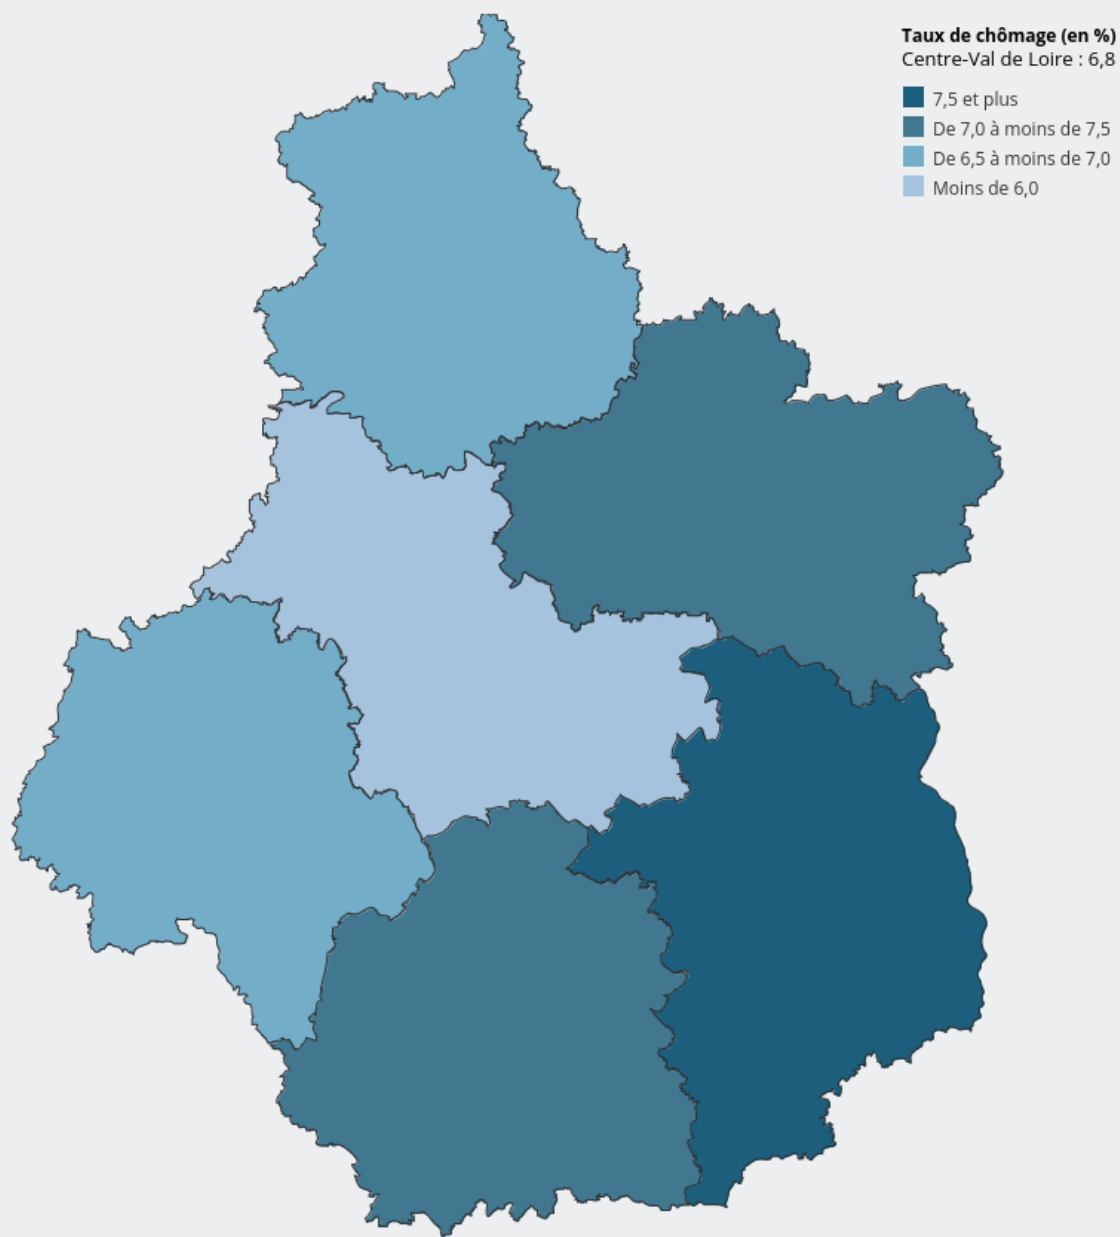 Taux de chômage (en %)
Centre-Val de Loire : 6,8
7,5 et plus
De 7,0 à moins de 7,5
De 6,5 à moins de 7,0
Moins de 6,0